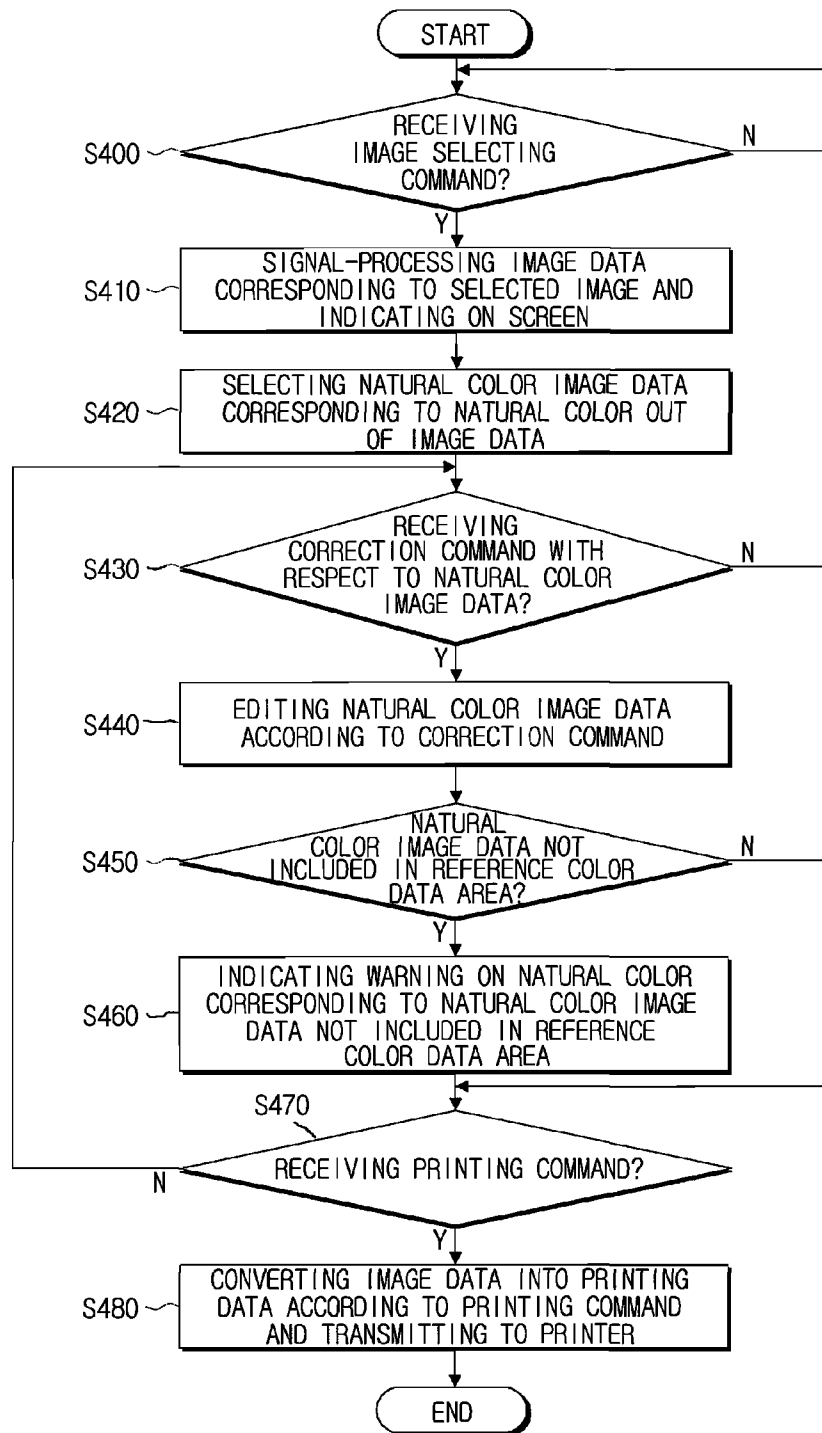 START
S400
RECEIVING
IMAGE SELECTING
COMMAND?
N
Y
S410
SIGNAL-PROCESSING IMAGE DATA
CORRESPONDING TO SELECTED IMAGE AND
INDICATING ON SCREEN
S420
SELECTING NATURAL COLOR IMAGE DATA
CORRESPONDING TO NATURAL COLOR OUT
OF IMAGE DATA
S430
RECEIVING
CORRECTION COMMAND WITH
RESPECT TO NATURAL COLOR
IMAGE DATA?
N
Y
S440
EDITING NATURAL COLOR IMAGE DATA
ACCORDING TO CORRECTION COMMAND
S450
NATURAL
COLOR IMAGE DATA NOT
INCLUDED IN REFERENCE COLOR
DATA AREA?
N
Y
S460
INDICATING WARNING ON NATURAL COLOR
CORRESPONDING TO NATURAL COLOR IMAGE
DATA NOT INCLUDED IN REFERENCE
COLOR DATA AREA
S470
RECEIVING PRINTING COMMAND?
N
Y
S480
CONVERTING IMAGE DATA INTO PRINTING
DATA ACCORDING TO PRINTING COMMAND
AND TRANSMITTING TO PRINTER
END